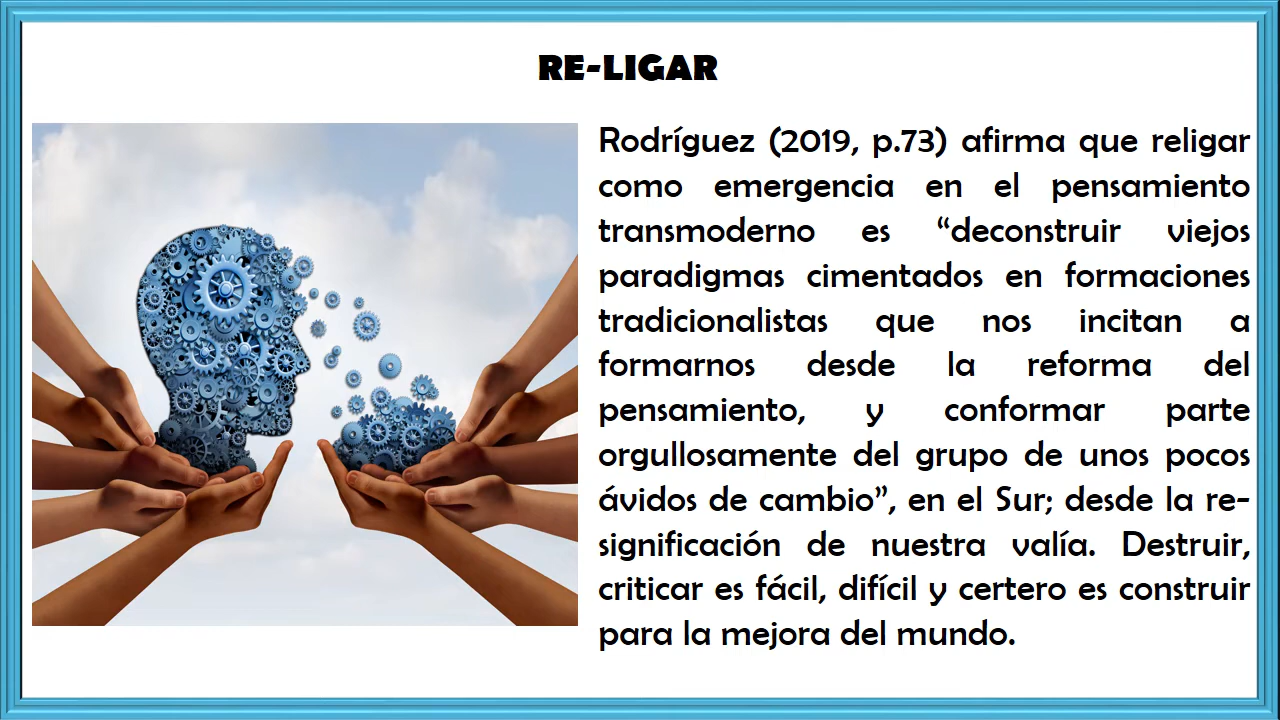 RE-LIGAR
Rodríguez (2019, p.73) afirma que religar
como emergencia en el pensamiento
transmoderno es “deconstruir viejos
paradigmas cimentados en formaciones
tradicionalistas que nos incitan a
formarnos desde la reforma del
pensamiento, y conformar parte
orgullosamente del grupo de unos pocos
ávidos de cambio”, en el Sur; desde la re-
significación de nuestra valía. Destruir,
criticar es fácil, difícil y certero es construir
para la mejora del mundo.